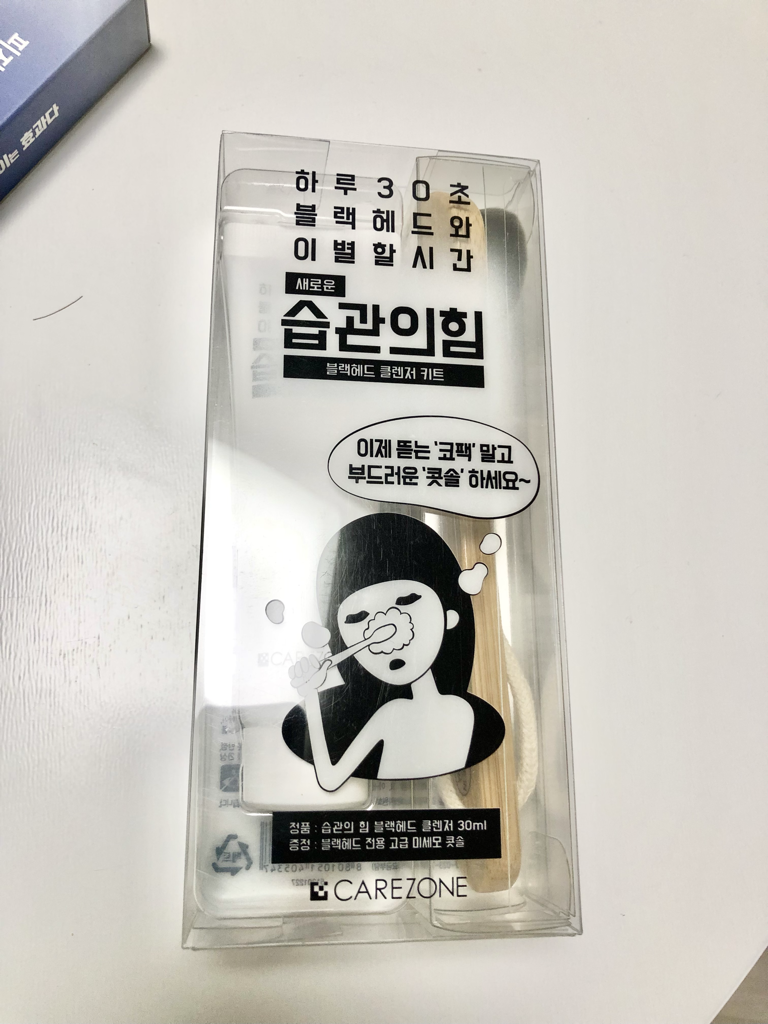 효과다
하루30초
블랙헤드와
이별할시간
새로운
습관의힘
블랙헤드 클렌저 키트
이제 뜯는 '코팩' 말고
부드러운 '콧솔' 하세요~
정품 : 습관의 힘 블랙헤드 클렌저 30ml
증정 : 블랙헤드 전용 고급 미세모 콧솔
CAREZONE